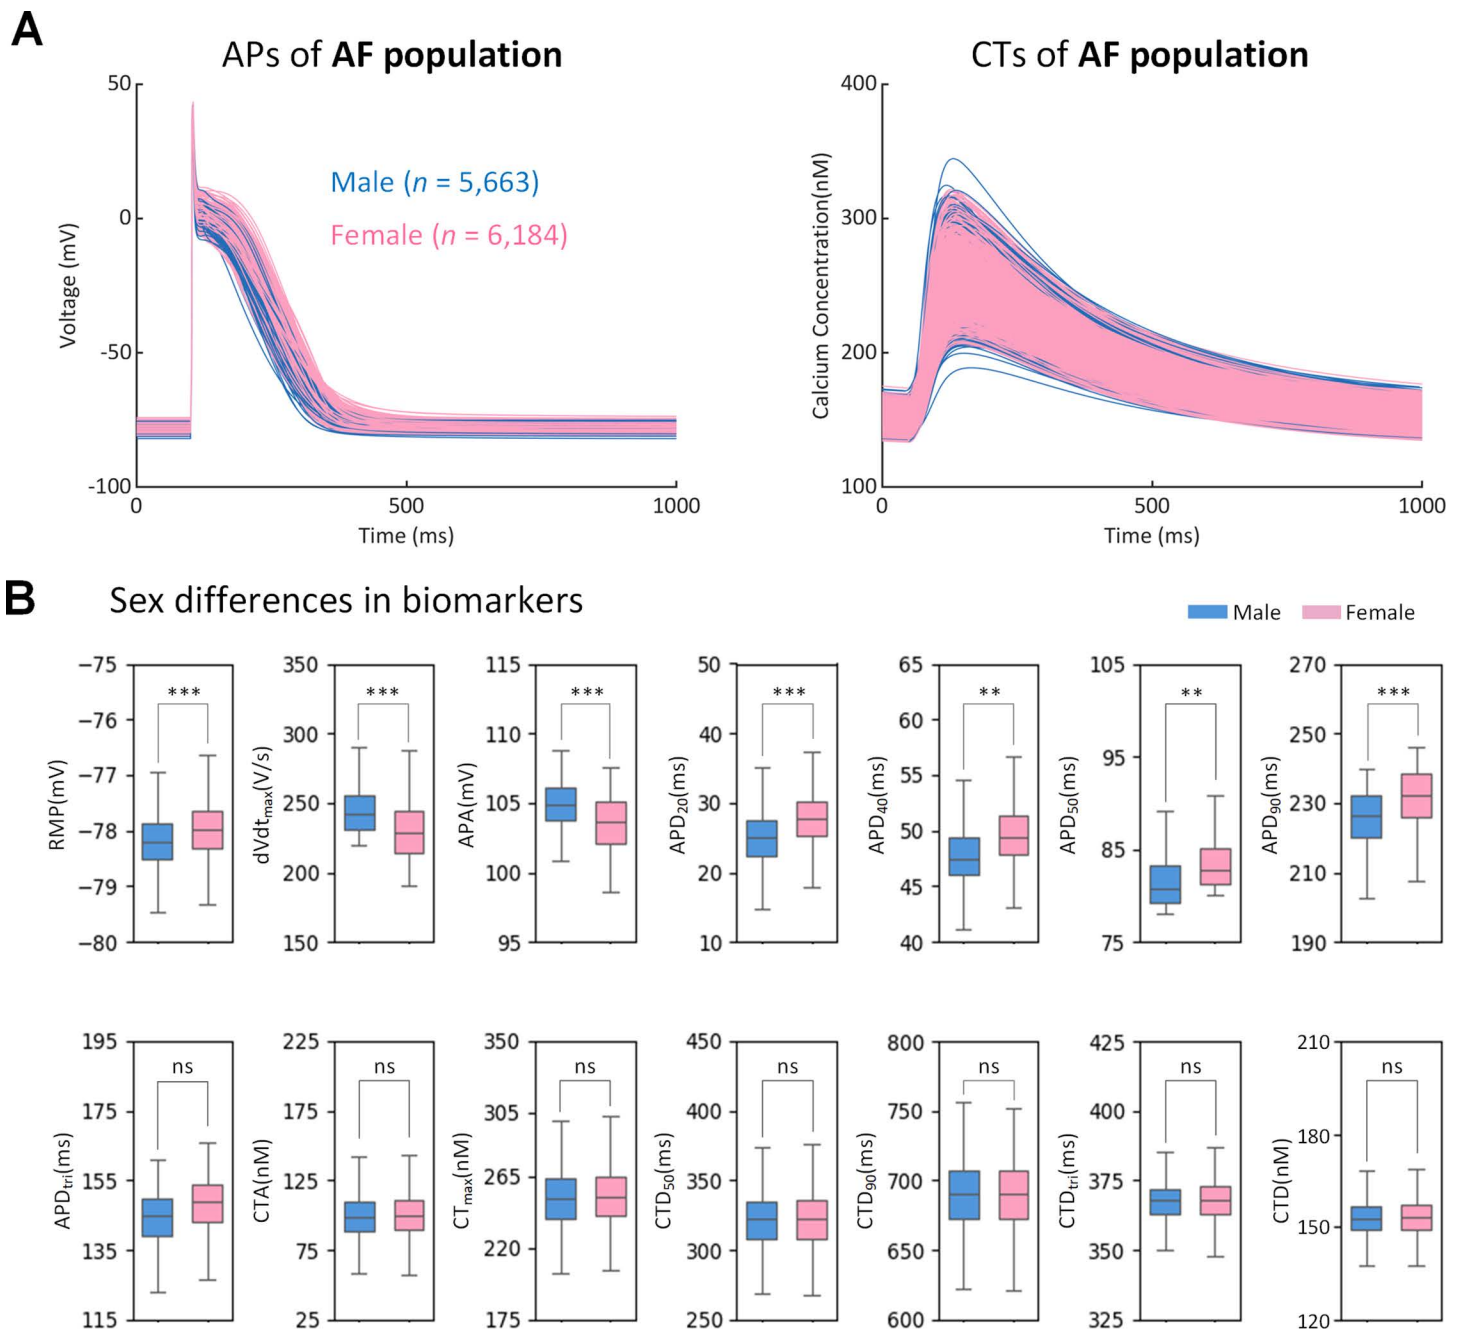 A
APs of AF population
CTs of AF population
50
0
-50
-100
Voltage (mV)
Male (n = 5,663)
Female (n = 6,184)
0
500
1000
Time (ms)
400
300
200
100
Calcium Concentration(nM)
0
500
1000
Time (ms)
B
Sex differences in biomarkers
Male
Female
RMP(mV)
−75
−76
−77
−78
−79
−80
***
dVdtmax(V/s)
350
300
250
200
150
***
APA(mV)
115
110
105
100
95
***
APD20(ms)
50
40
30
20
10
***
APD40(ms)
65
60
55
50
45
40
**
APD50(ms)
105
95
85
75
**
APD90(ms)
270
250
230
210
190
***
APDtri(ms)
195
175
155
135
115
ns
CTA(nM)
225
175
125
75
25
ns
CTmax(nM)
350
305
265
220
175
ns
CTD50(ms)
450
400
350
300
250
ns
CTD90(ms)
800
750
700
650
600
ns
CTDtri(ms)
425
400
375
350
325
ns
CTD(nM)
210
180
150
120
ns